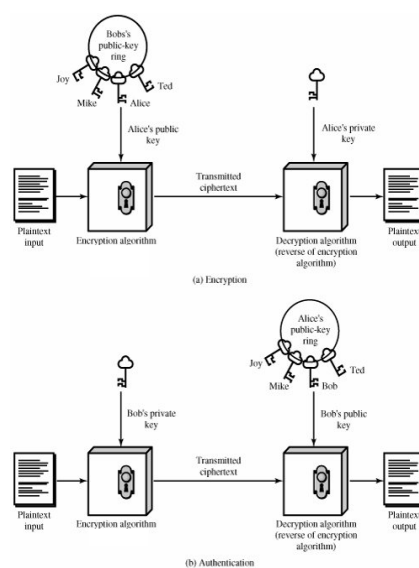 Bobs's
public-key
ring
Joy
Ted
Mike
Alice
Alice's public
key
Alice's private
key
Transmitted
ciphertext
Plaintext
input
Encryption algorithm
Decryption algorithm
(reverse of encryption
algorithm)
Plaintext
output
(a) Encryption
Alice's
public-key
ring
Joy
Ted
Mike
Bob
Bob's private
key
Bob's public
key
Transmitted
ciphertext
Plaintext
input
Encryption algorithm
Decryption algorithm
(reverse of encryption
algorithm)
Plaintext
output
(b) Authentication